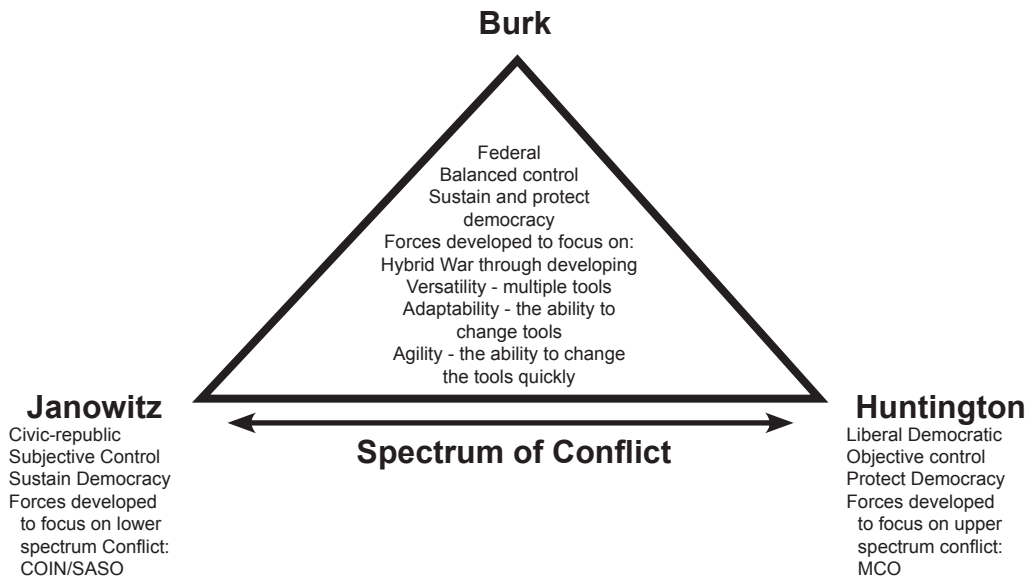 Burk
Federal
Balanced control
Sustain and protect
democracy
Forces developed to focus on:
Hybrid War through developing
Versatility - multiple tools
Adaptability - the ability to
change tools
Agility - the ability to change
the tools quickly
Janowitz
Civic-republic
Subjective Control
Sustain Democracy
Forces developed
to focus on lower
spectrum Conflict:
COIN/SASO
Spectrum of Conflict
Huntington
Liberal Democratic
Objective control
Protect Democracy
Forces developed
to focus on upper
spectrum conflict:
MCO